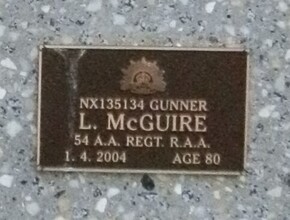 NX135134 GUNNER
L. McGUIRE
54 A.A. REGT. R.A.A.
1. 4. 2004 AGE 80